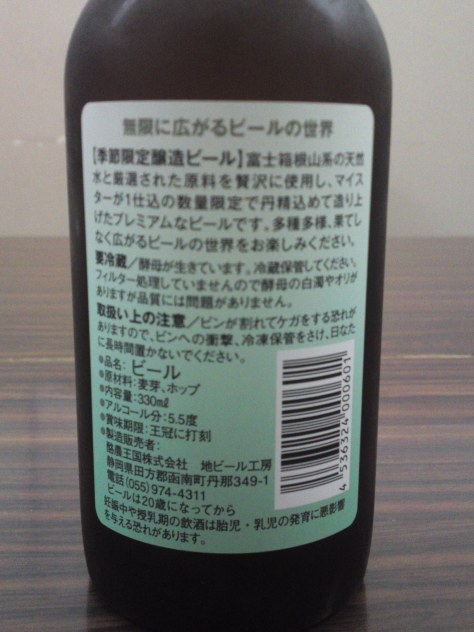 無限に広がるビールの世界
【季節限定醸造ビール】富士箱根山系の天然
水と厳選された原料を贅沢に使用し、マイス
ターが1仕込の数量限定で丹精込めて造り上
げたプレミアムなビールです。多種多様、果てし
なく広がるビールの世界をお楽しみください。
要冷蔵／酵母が生きています。冷蔵保管してください。
フィルター処理していませんので酵母の白濁やオリが
ありますが品質には問題がありません。
取扱い上の注意／ビンが割れてケガをする恐れが
ありますので、ビンへの衝撃、冷凍保管をさけ、日なた
に長時間置かないでください。
*品名：ビール
*原材料：麦芽、ホップ
*内容量：330㎖
*アルコール分：5.5度
*賞味期限：王冠に打刻
*製造販売者：
酪農王国株式会社 地ビール工房
静岡県田方郡函南町丹那349-1
電話(055)974-4311
ビールは20歳になってから
妊娠中や授乳期の飲酒は胎児・乳児の発育に悪影響
を与える恐れがあります。
4 536324 000601